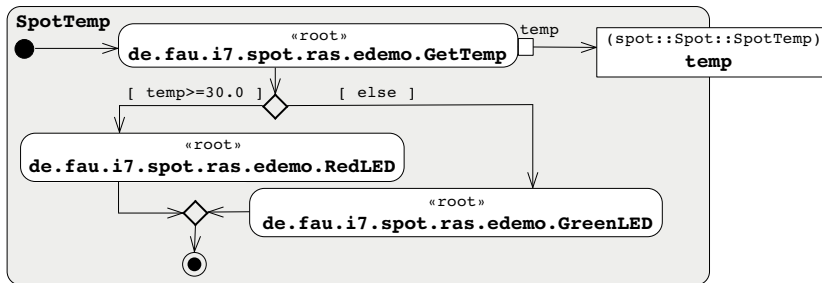 SpotTemp
«root»
de.fau.i7.spot.ras.edemo.GetTemp
temp
(spot::Spot::SpotTemp)
temp
[ temp>=30.0 ]
[ else ]
«root»
de.fau.i7.spot.ras.edemo.RedLED
«root»
de.fau.i7.spot.ras.edemo.GreenLED